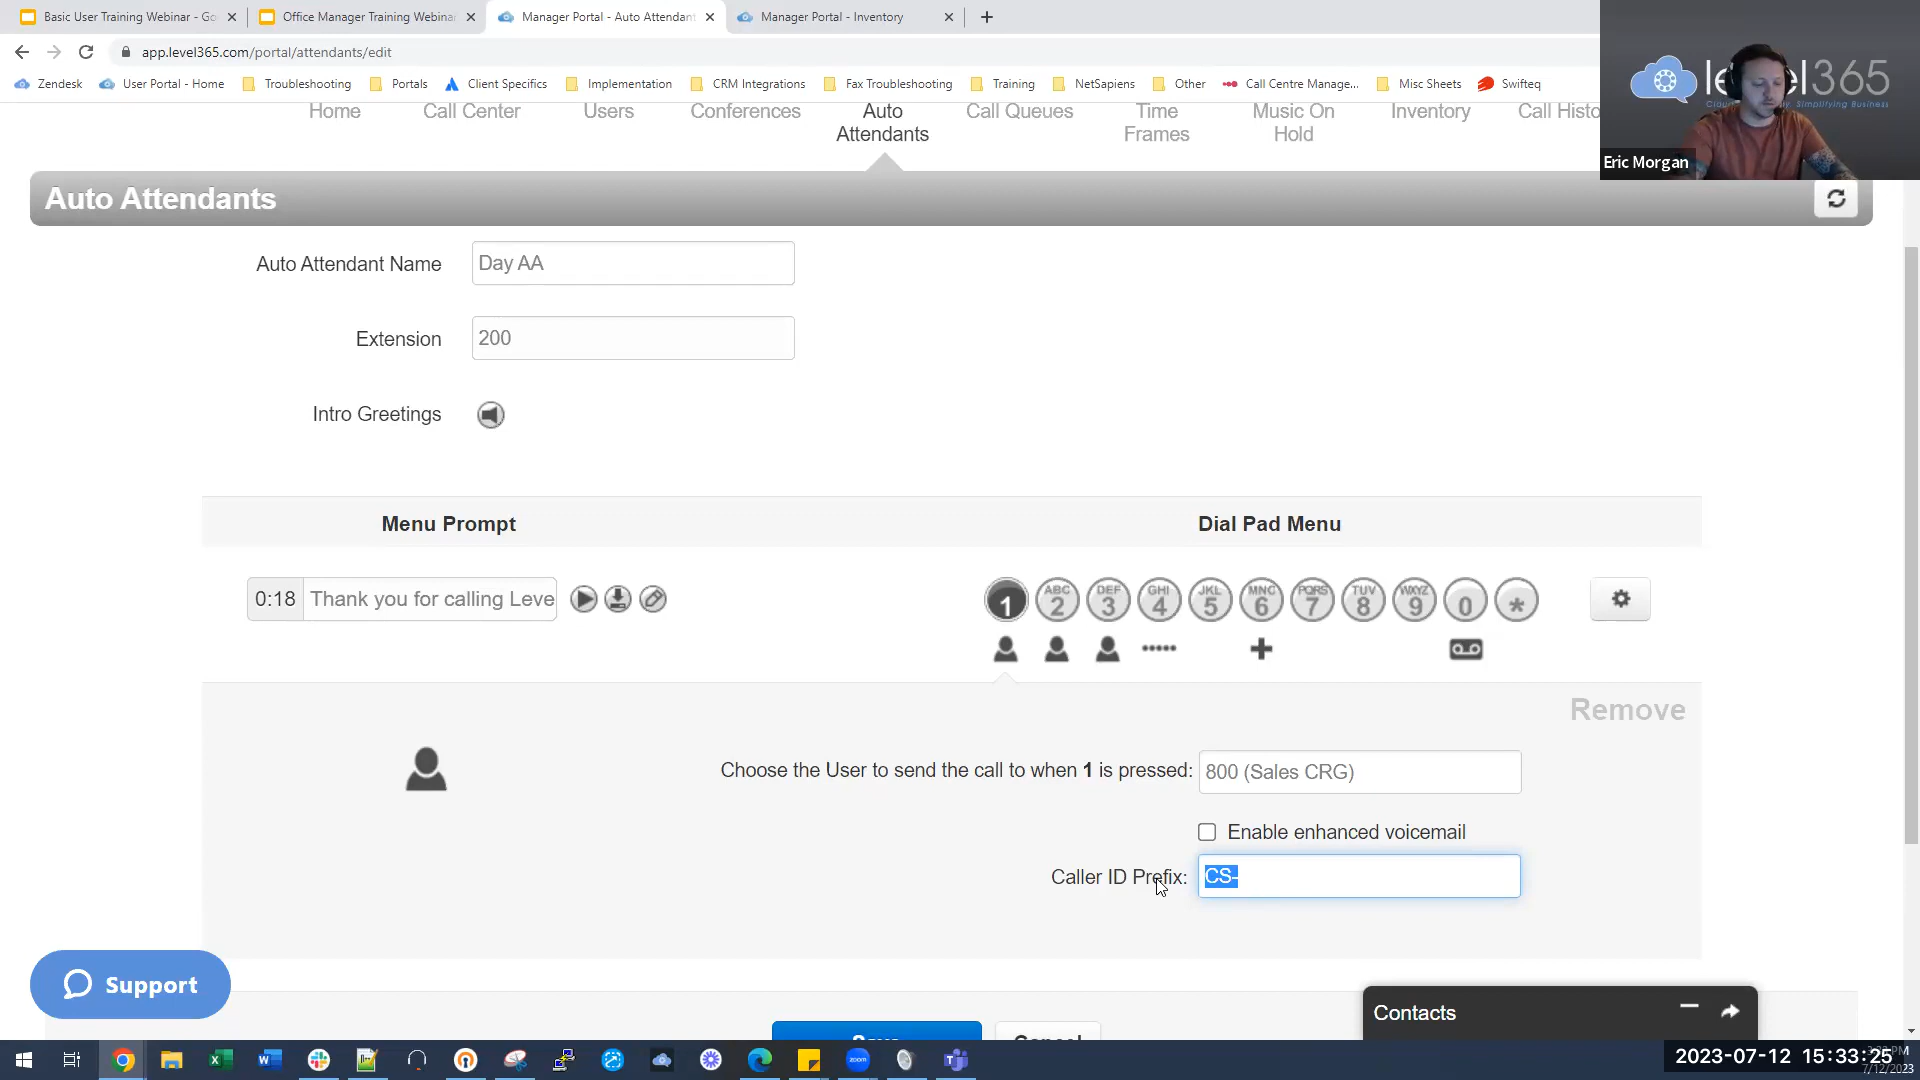 Basic User Training Webinar - Go
Office Manager Training Webinar
Manager Portal - Auto Attendant
Manager Portal - Inventory
app.level365.com/portal/attendants/edit
Zendesk
User Portal - Home
Troubleshooting
Portals
Client Specifics
Implementation
CRM Integrations
Fax Troubleshooting
Training
NetSapiens
Other
Call Centre Manage...
Misc Sheets
Swifteq
Home
Call Center
Users
Conferences
Auto
Attendants
Call Queues
Time
Frames
Music On
Hold
Inventory
Call Histo
Eric Morgan
Auto Attendants
Auto Attendant Name
Day AA
Extension
200
Intro Greetings
Menu Prompt
Dial Pad Menu
0:18
Thank you for calling Leve
1
ABC
2
DEF
3
GHI
4
JKL
5
MNO
6
PQRS
7
TUV
8
WXYZ
9
0
*
Remove
Choose the User to send the call to when 1 is pressed:
800 (Sales CRG)
Enable enhanced voicemail
Caller ID Prefix:
CS-
Support
Save
Cancel
Contacts
2023-07-12 15:33:25
7/12/2023